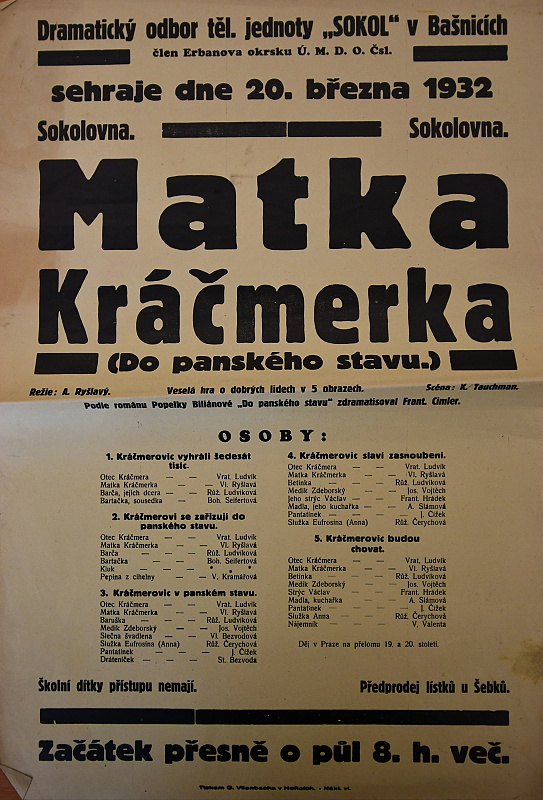 Dramatický odbor těl. jednoty „SOKOL“ v Bašnicích
člen Erbanova okrsku Ú. M. D. O. Čsl.
sehraje dne 20. března 1932
Sokolovna. Sokolovna.
Matka
Kráčmerka
(Do panského stavu.)
Režie: A. Ryšlavý. Veselá hra o dobrých lidech v 5 obrazech. Scéna: K. Tauchman.
Podle románu Popelky Biliánové „Do panského stavu“ zdramatisoval Frant. Cimler.
OSOBY:
1. Kráčmerovic vyhráli šedesát
tisíc.
Otec Kráčmera — — Vrat. Ludvík
Matka Kráčmerka — — Vl. Ryšlavá
Barča, jejich dcera — — Růž. Ludvíková
Bartačka, sousedka — — Boh. Seifertová
2. Kráčmerovi se zařizují do
panského stavu.
Otec Kráčmera — — Vrat. Ludvík
Matka Kráčmerka — — Vl. Ryšlavá
Barča — — — Růž. Ludvíková
Bartačka — — — Boh. Seifertová
Kluk — — — * * *
Pepina z cihelny — — V. Kramářová
3. Kráčmerovic v panském stavu.
Otec Kráčmera — — Vrat. Ludvík
Matka Kráčmerka — — Vl. Ryšlavá
Baruška — — — Růž. Ludvíková
Medik Zdeborský — — Jos. Vojtěch
Slečna švadlena — — Vl. Bezvodová
Služka Eufrosina (Anna) Růž. Čerychová
Pantatínek — — — J. Čížek
Dráteníček — — — St. Bezvoda
4. Kráčmerovic slaví zasnoubení.
Otec Kráčmera — — Vrat. Ludvík
Matka Kráčmerka — — Vl. Ryšlavá
Betinka — — — Růž. Ludvíková
Medik Zdeborský — — Jos. Vojtěch
Jeho strýc Václav — — Frant. Hrádek
Madla, jeho kuchařka — A. Slámová
Pantatínek — — — J. Čížek
Služka Eufrosina (Anna) Růž. Čerychová
5. Kráčmerovic budou
chovat.
Otec Kráčmera — — Vrat. Ludvík
Matka Kráčmerka — — Vl. Ryšlavá
Betinka — — — Růž. Ludvíková
Medik Zdeborský — — Jos. Vojtěch
Strýc Václav — — Frant. Hrádek
Madla, kuchařka — — A. Slámová
Pantatínek — — — J. Čížek
Služka Anna — — Růž. Čerychová
Nájemník — — — V. Valenta
Děj v Praze na přelomu 19. a 20. století.
Školní dítky přístupu nemají. Předprodej lístků u Šebků.
Začátek přesně o půl 8. h. več.
Tiskem G. v Hořicích. - Nákl. vl.